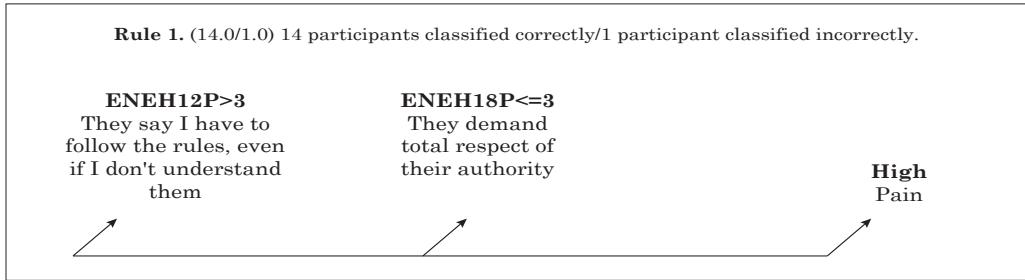 Rule 1. (14.0/1.0) 14 participants classified correctly/1 participant classified incorrectly.
ENEH12P>3
They say I have to
follow the rules, even
if I don't understand
them
ENEH18P<=3
They demand
total respect of
their authority
High
Pain